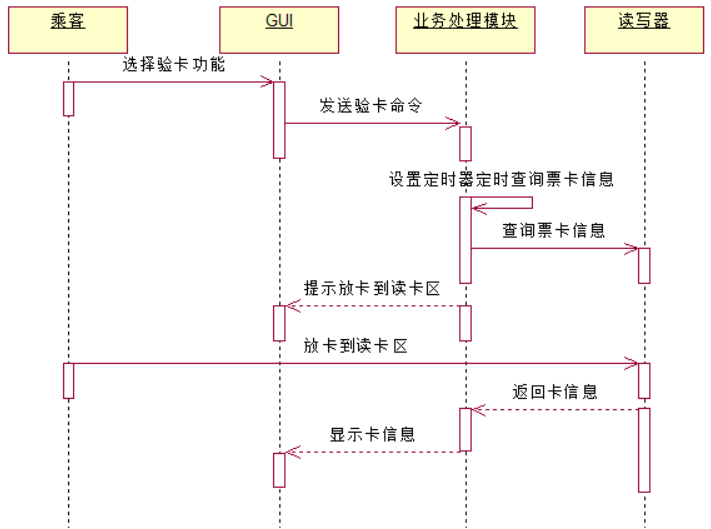 乘客
GUI
业务处理模块
读写器
选择验卡功能
发送验卡命令
设置定时器定时查询票卡信息
查询票卡信息
提示放卡到读卡区
放卡到读卡区
返回卡信息
显示卡信息